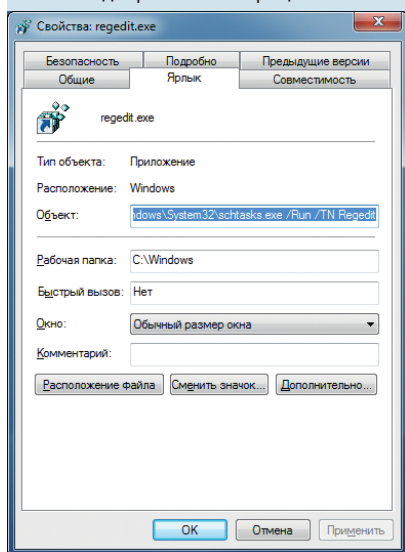 Свойства: regedit.exe
Безопасность Подробно Предыдущие версии
Общие Ярлык Совместимость
regedit.exe
Тип объекта: Приложение
Расположение: Windows
Объект: ndows\System32\schtasks.exe /Run /TN Regedit
Рабочая папка: C:\Windows
Быстрый вызов: Нет
Окно: Обычный размер окна
Комментарий:
Расположение файла Сменить значок... Дополнительно...
OK Отмена Применить